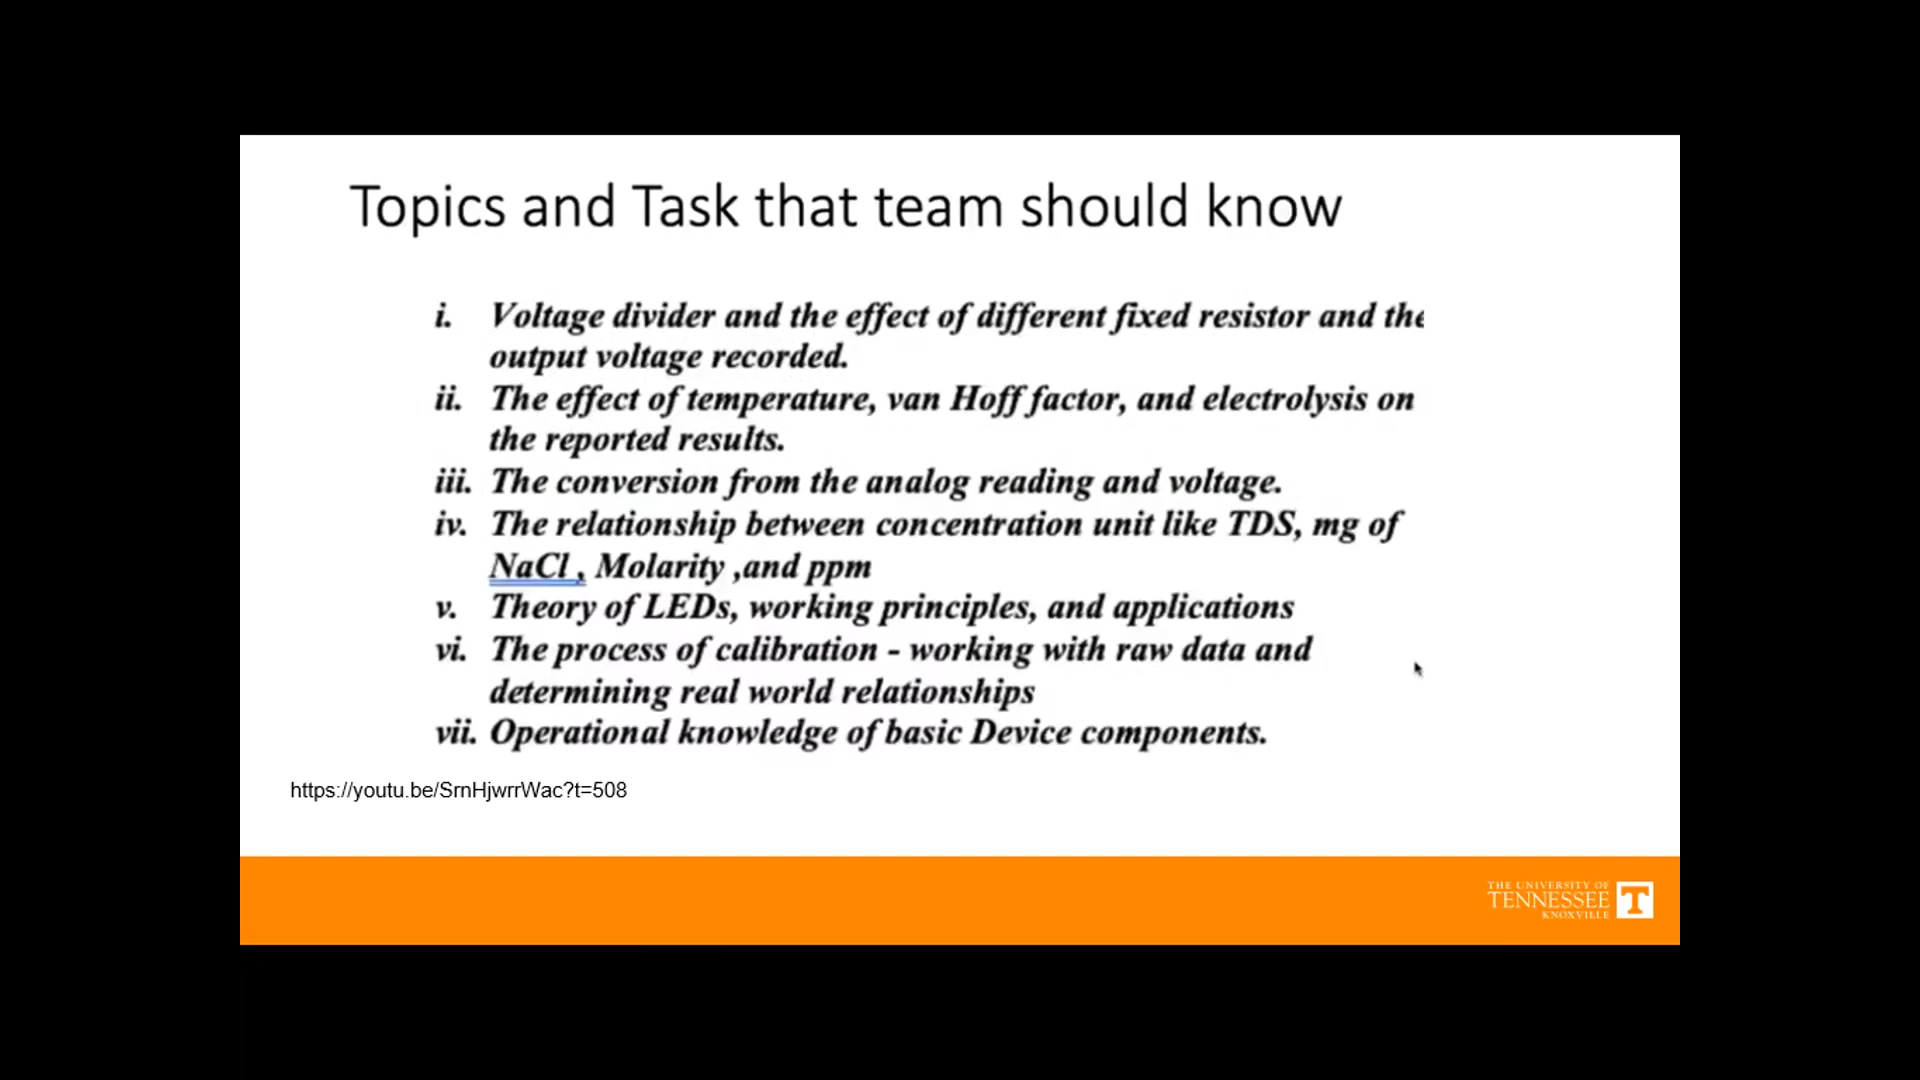 Topics and Task that team should know
i. Voltage divider and the effect of different fixed resistor and the
output voltage recorded.
ii. The effect of temperature, van Hoff factor, and electrolysis on
the reported results.
iii. The conversion from the analog reading and voltage.
iv. The relationship between concentration unit like TDS, mg of
NaCl , Molarity ,and ppm
v. Theory of LEDs, working principles, and applications
vi. The process of calibration - working with raw data and
determining real world relationships
vii. Operational knowledge of basic Device components.
https://youtu.be/SrnHjwrrWac?t=508
THE UNIVERSITY OF
TENNESSEE
KNOXVILLE
T